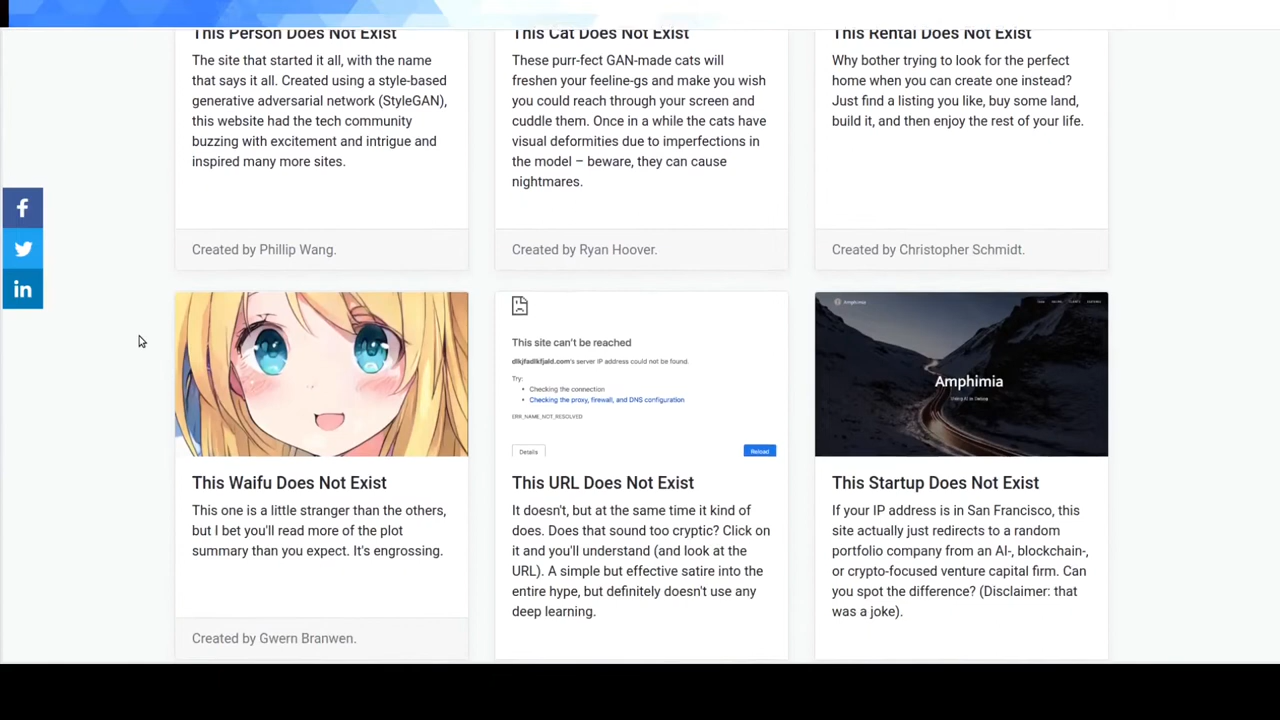 This Person Does Not Exist
The site that started it all, with the name
that says it all. Created using a style-based
generative adversarial network (StyleGAN),
this website had the tech community
buzzing with excitement and intrigue and
inspired many more sites.
Created by Phillip Wang.
This Cat Does Not Exist
These purr-fect GAN-made cats will
freshen your feeline-gs and make you wish
you could reach through your screen and
cuddle them. Once in a while the cats have
visual deformities due to imperfections in
the model – beware, they can cause
nightmares.
Created by Ryan Hoover.
This Rental Does Not Exist
Why bother trying to look for the perfect
home when you can create one instead?
Just find a listing you like, buy some land,
build it, and then enjoy the rest of your life.
Created by Christopher Schmidt.
f
in
This Waifu Does Not Exist
This one is a little stranger than the others,
but I bet you'll read more of the plot
summary than you expect. It's engrossing.
Created by Gwern Branwen.
This site can't be reached
server IP address could not be found.
Try:
• Checking the connection
• Checking the proxy, firewall, and DNS configuration
ERR_NAME_NOT_RESOLVED
Details
Reload
This URL Does Not Exist
It doesn't, but at the same time it kind of
does. Does that sound too cryptic? Click on
it and you'll understand (and look at the
URL). A simple but effective satire into the
entire hype, but definitely doesn't use any
deep learning.
Amphimia
Amphimia
This Startup Does Not Exist
If your IP address is in San Francisco, this
site actually just redirects to a random
portfolio company from an AI-, blockchain-,
or crypto-focused venture capital firm. Can
you spot the difference? (Disclaimer: that
was a joke).